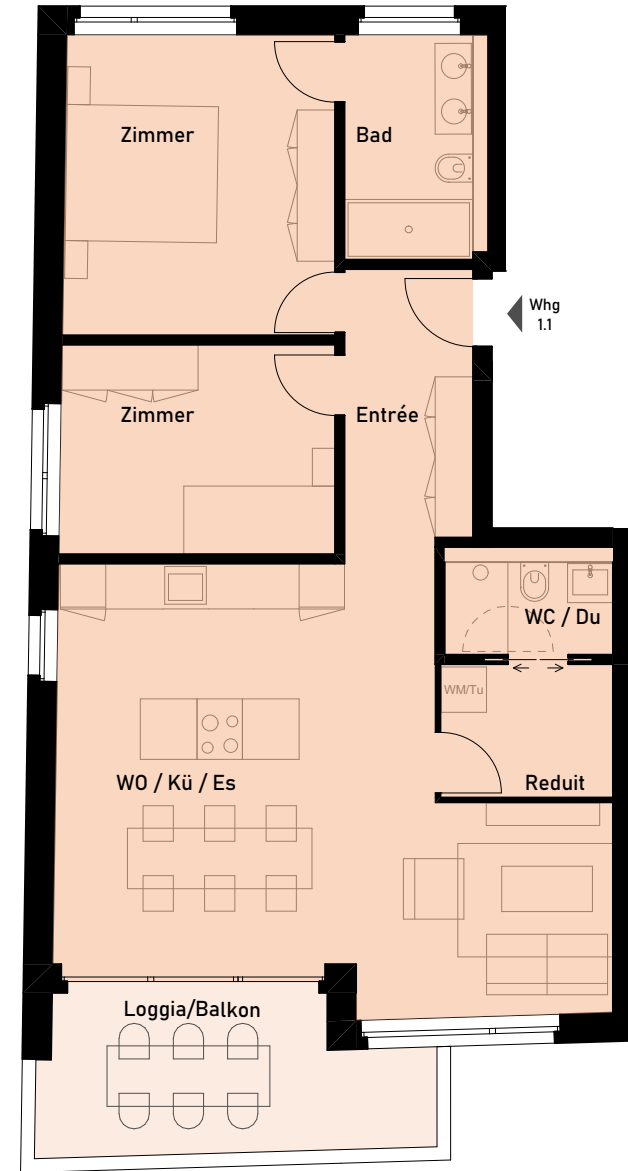 Zimmer
Bad
Whg
1.1
Zimmer
Entrée
WC / Du
WM/Tu
WO / Kü / Es
Reduit
Loggia/Balkon